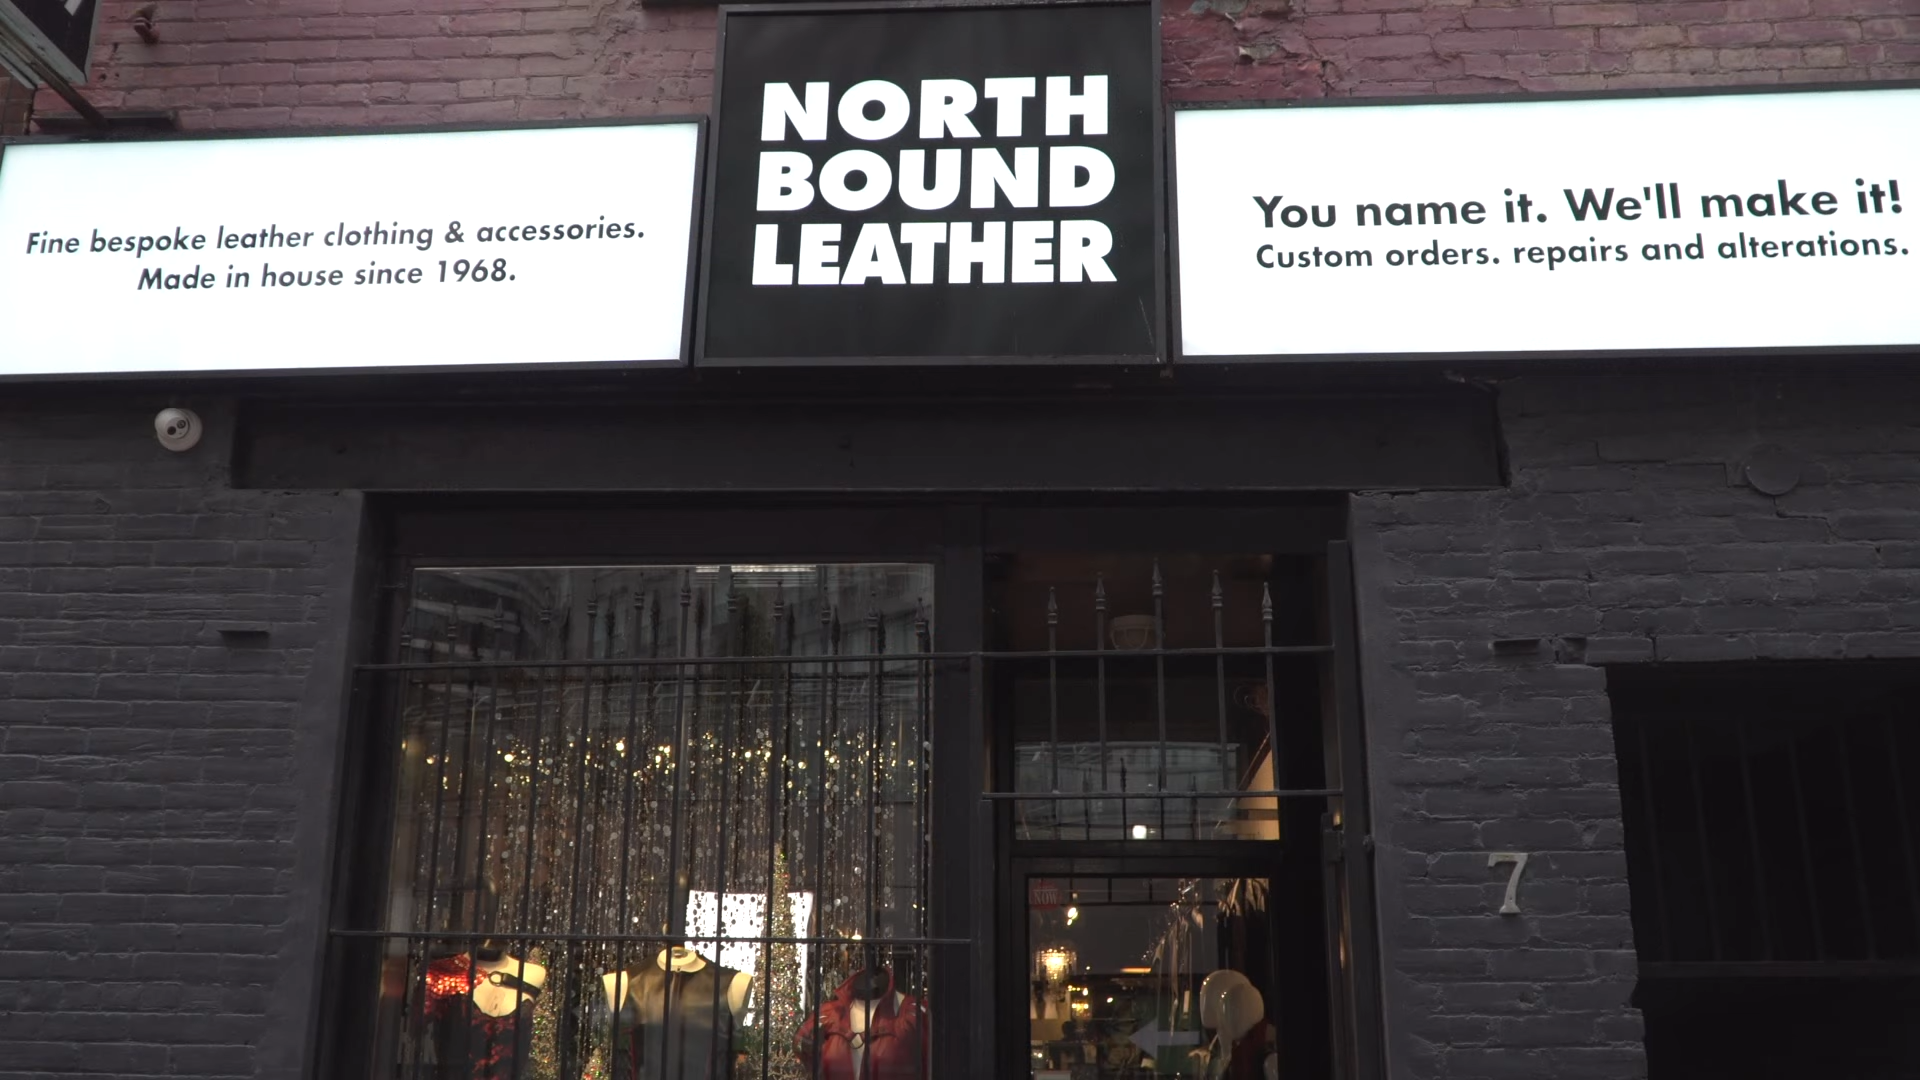 Fine bespoke leather clothing & accessories.
Made in house since 1968.
NORTH
BOUND
LEATHER
You name it. We'll make it!
Custom orders. repairs and alterations.
7
NOW